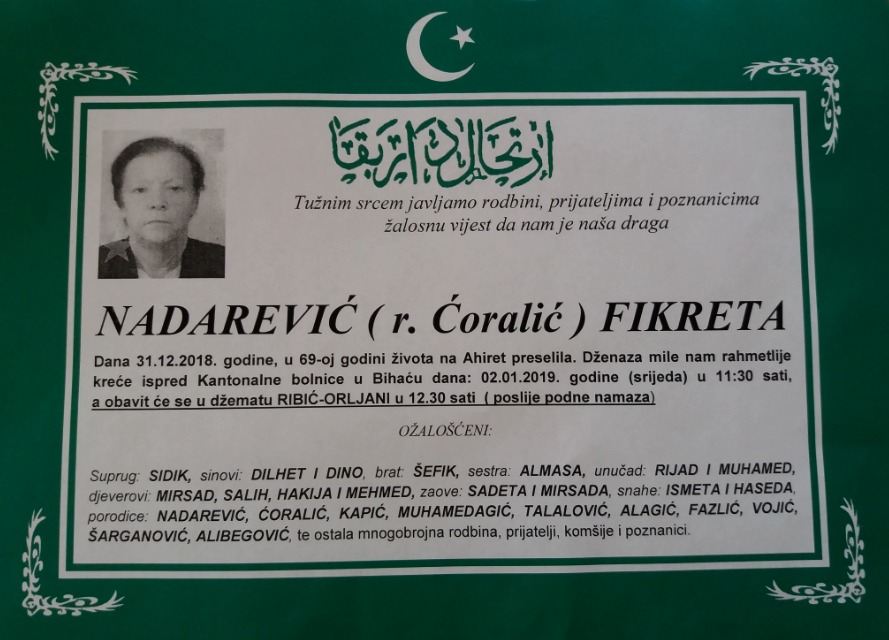 ارتحال دار بقا
Tužnim srcem javljamo rodbini, prijateljima i poznanicima
žalosnu vijest da nam je naša draga
NADAREVIĆ ( r. Ćoralić ) FIKRETA
Dana 31.12.2018. godine, u 69-oj godini života na Ahiret preselila. Dženaza mile nam rahmetlije
kreće ispred Kantonalne bolnice u Bihaću dana: 02.01.2019. godine (srijeda) u 11:30 sati,
a obavit će se u džematu RIBIĆ-ORLJANI u 12.30 sati ( poslije podne namaza)
OŽALOŠĆENI:
Suprug: SIDIK, sinovi: DILHET I DINO, brat: ŠEFIK, sestra: ALMASA, unučad: RIJAD I MUHAMED,
djeverovi: MIRSAD, SALIH, HAKIJA I MEHMED, zaove: SADETA I MIRSADA, snahe: ISMETA I HASEDA,
porodice: NADAREVIĆ, ĆORALIĆ, KAPIĆ, MUHAMEDAGIĆ, TALALOVIĆ, ALAGIĆ, FAZLIĆ, VOJIĆ,
ŠARGANOVIĆ, ALIBEGOVIĆ, te ostala mnogobrojna rodbina, prijatelji, komšije i poznanici.